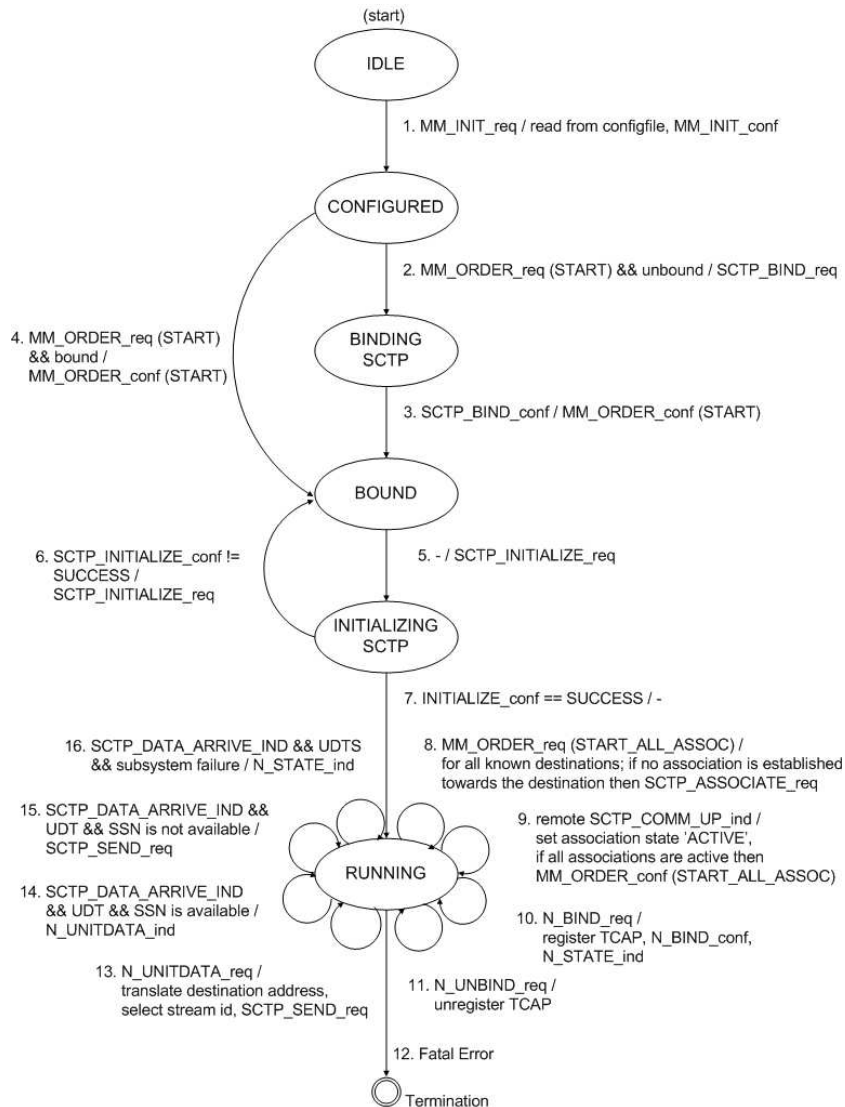 (start)
IDLE
1. MM_INIT_req / read from configfile, MM_INIT_conf
CONFIGURED
2. MM_ORDER_req (START) && unbound / SCTP_BIND_req
4. MM_ORDER_req (START)
&& bound /
MM_ORDER_conf (START)
BINDING
SCTP
3. SCTP_BIND_conf / MM_ORDER_conf (START)
BOUND
6. SCTP_INITIALIZE_conf !=
SUCCESS /
SCTP_INITIALIZE_req
5. - / SCTP_INITIALIZE_req
INITIALIZING
SCTP
7. INITIALIZE_conf == SUCCESS / -
16. SCTP_DATA_ARRIVE_IND && UDTS
&& subsystem failure / N_STATE_ind
8. MM_ORDER_req (START_ALL_ASSOC) /
for all known destinations; if no association is established
towards the destination then SCTP_ASSOCIATE_req
15. SCTP_DATA_ARRIVE_IND &&
UDT && SSN is not available /
SCTP_SEND_req
9. remote SCTP_COMM_UP_ind /
set association state 'ACTIVE',
if all associations are active then
MM_ORDER_conf (START_ALL_ASSOC)
RUNNING
14. SCTP_DATA_ARRIVE_IND
&& UDT && SSN is available /
N_UNITDATA_ind
10. N_BIND_req /
register TCAP, N_BIND_conf,
N_STATE_ind
13. N_UNITDATA_req /
translate destination address,
select stream id, SCTP_SEND_req
11. N_UNBIND_req /
unregister TCAP
12. Fatal Error
Termination